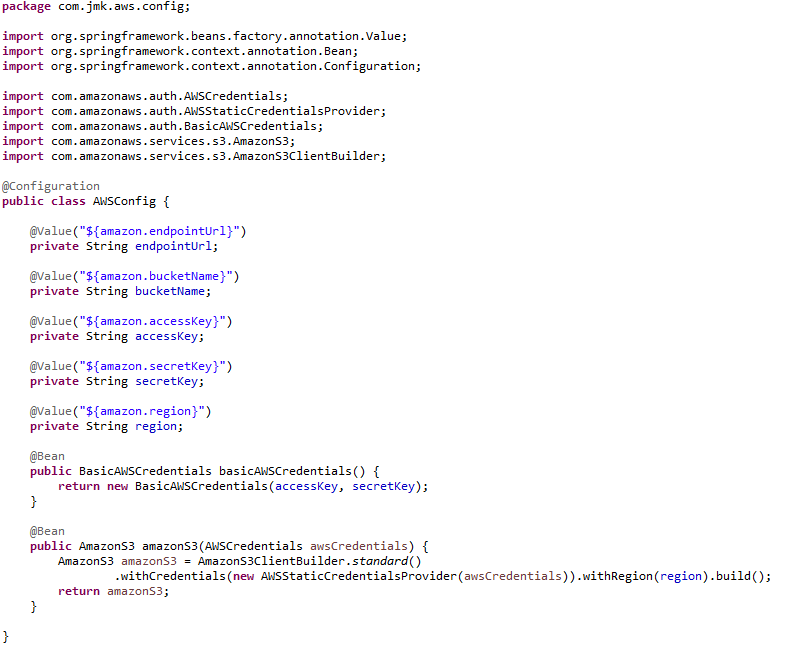 package com.jmk.aws.config;

import org.springframework.beans.factory.annotation.Value;
import org.springframework.context.annotation.Bean;
import org.springframework.context.annotation.Configuration;

import com.amazonaws.auth.AWSCredentials;
import com.amazonaws.auth.AWSStaticCredentialsProvider;
import com.amazonaws.auth.BasicAWSCredentials;
import com.amazonaws.services.s3.AmazonS3;
import com.amazonaws.services.s3.AmazonS3ClientBuilder;

@Configuration
public class AWSConfig {

    @Value("${amazon.endpointUrl}")
    private String endpointUrl;

    @Value("${amazon.bucketName}")
    private String bucketName;

    @Value("${amazon.accessKey}")
    private String accessKey;

    @Value("${amazon.secretKey}")
    private String secretKey;

    @Value("${amazon.region}")
    private String region;

    @Bean
    public BasicAWSCredentials basicAWSCredentials() {
        return new BasicAWSCredentials(accessKey, secretKey);
    }

    @Bean
    public AmazonS3 amazonS3(AWSCredentials awsCredentials) {
        AmazonS3 amazonS3 = AmazonS3ClientBuilder.standard()
                .withCredentials(new AWSStaticCredentialsProvider(awsCredentials)).withRegion(region).build();
        return amazonS3;
    }

}